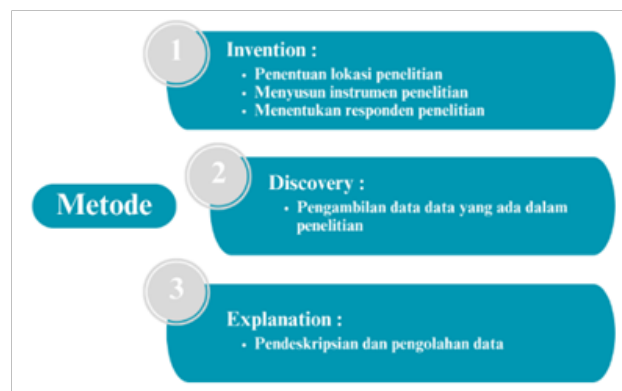 Metode
1
Invention :
• Penentuan lokasi penelitian
• Menyusun instrumen penelitian
• Menentukan responden penelitian
2
Discovery :
• Pengambilan data data yang ada dalam
penelitian
3
Explanation :
• Pendeskripsian dan pengolahan data